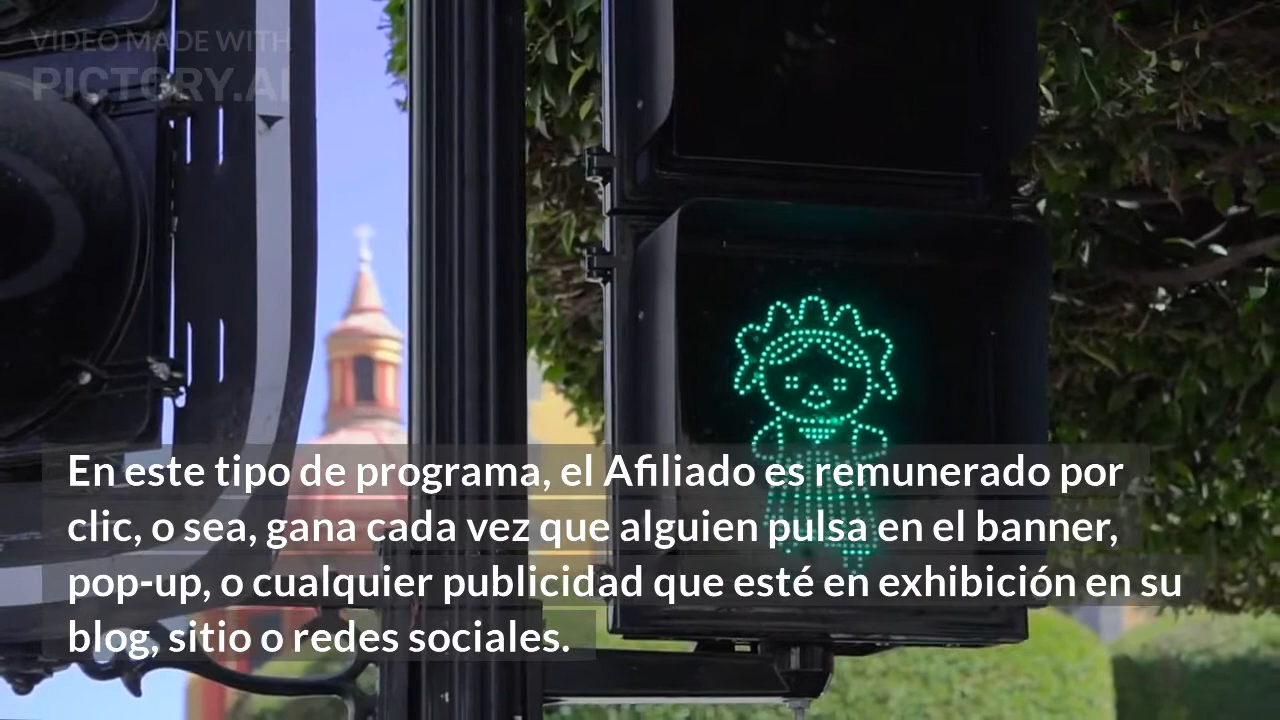 VIDEO MADE WITH
PICTORY.AI
En este tipo de programa, el Afiliado es remunerado por
clic, o sea, gana cada vez que alguien pulsa en el banner,
pop-up, o cualquier publicidad que esté en exhibición en su
blog, sitio o redes sociales.